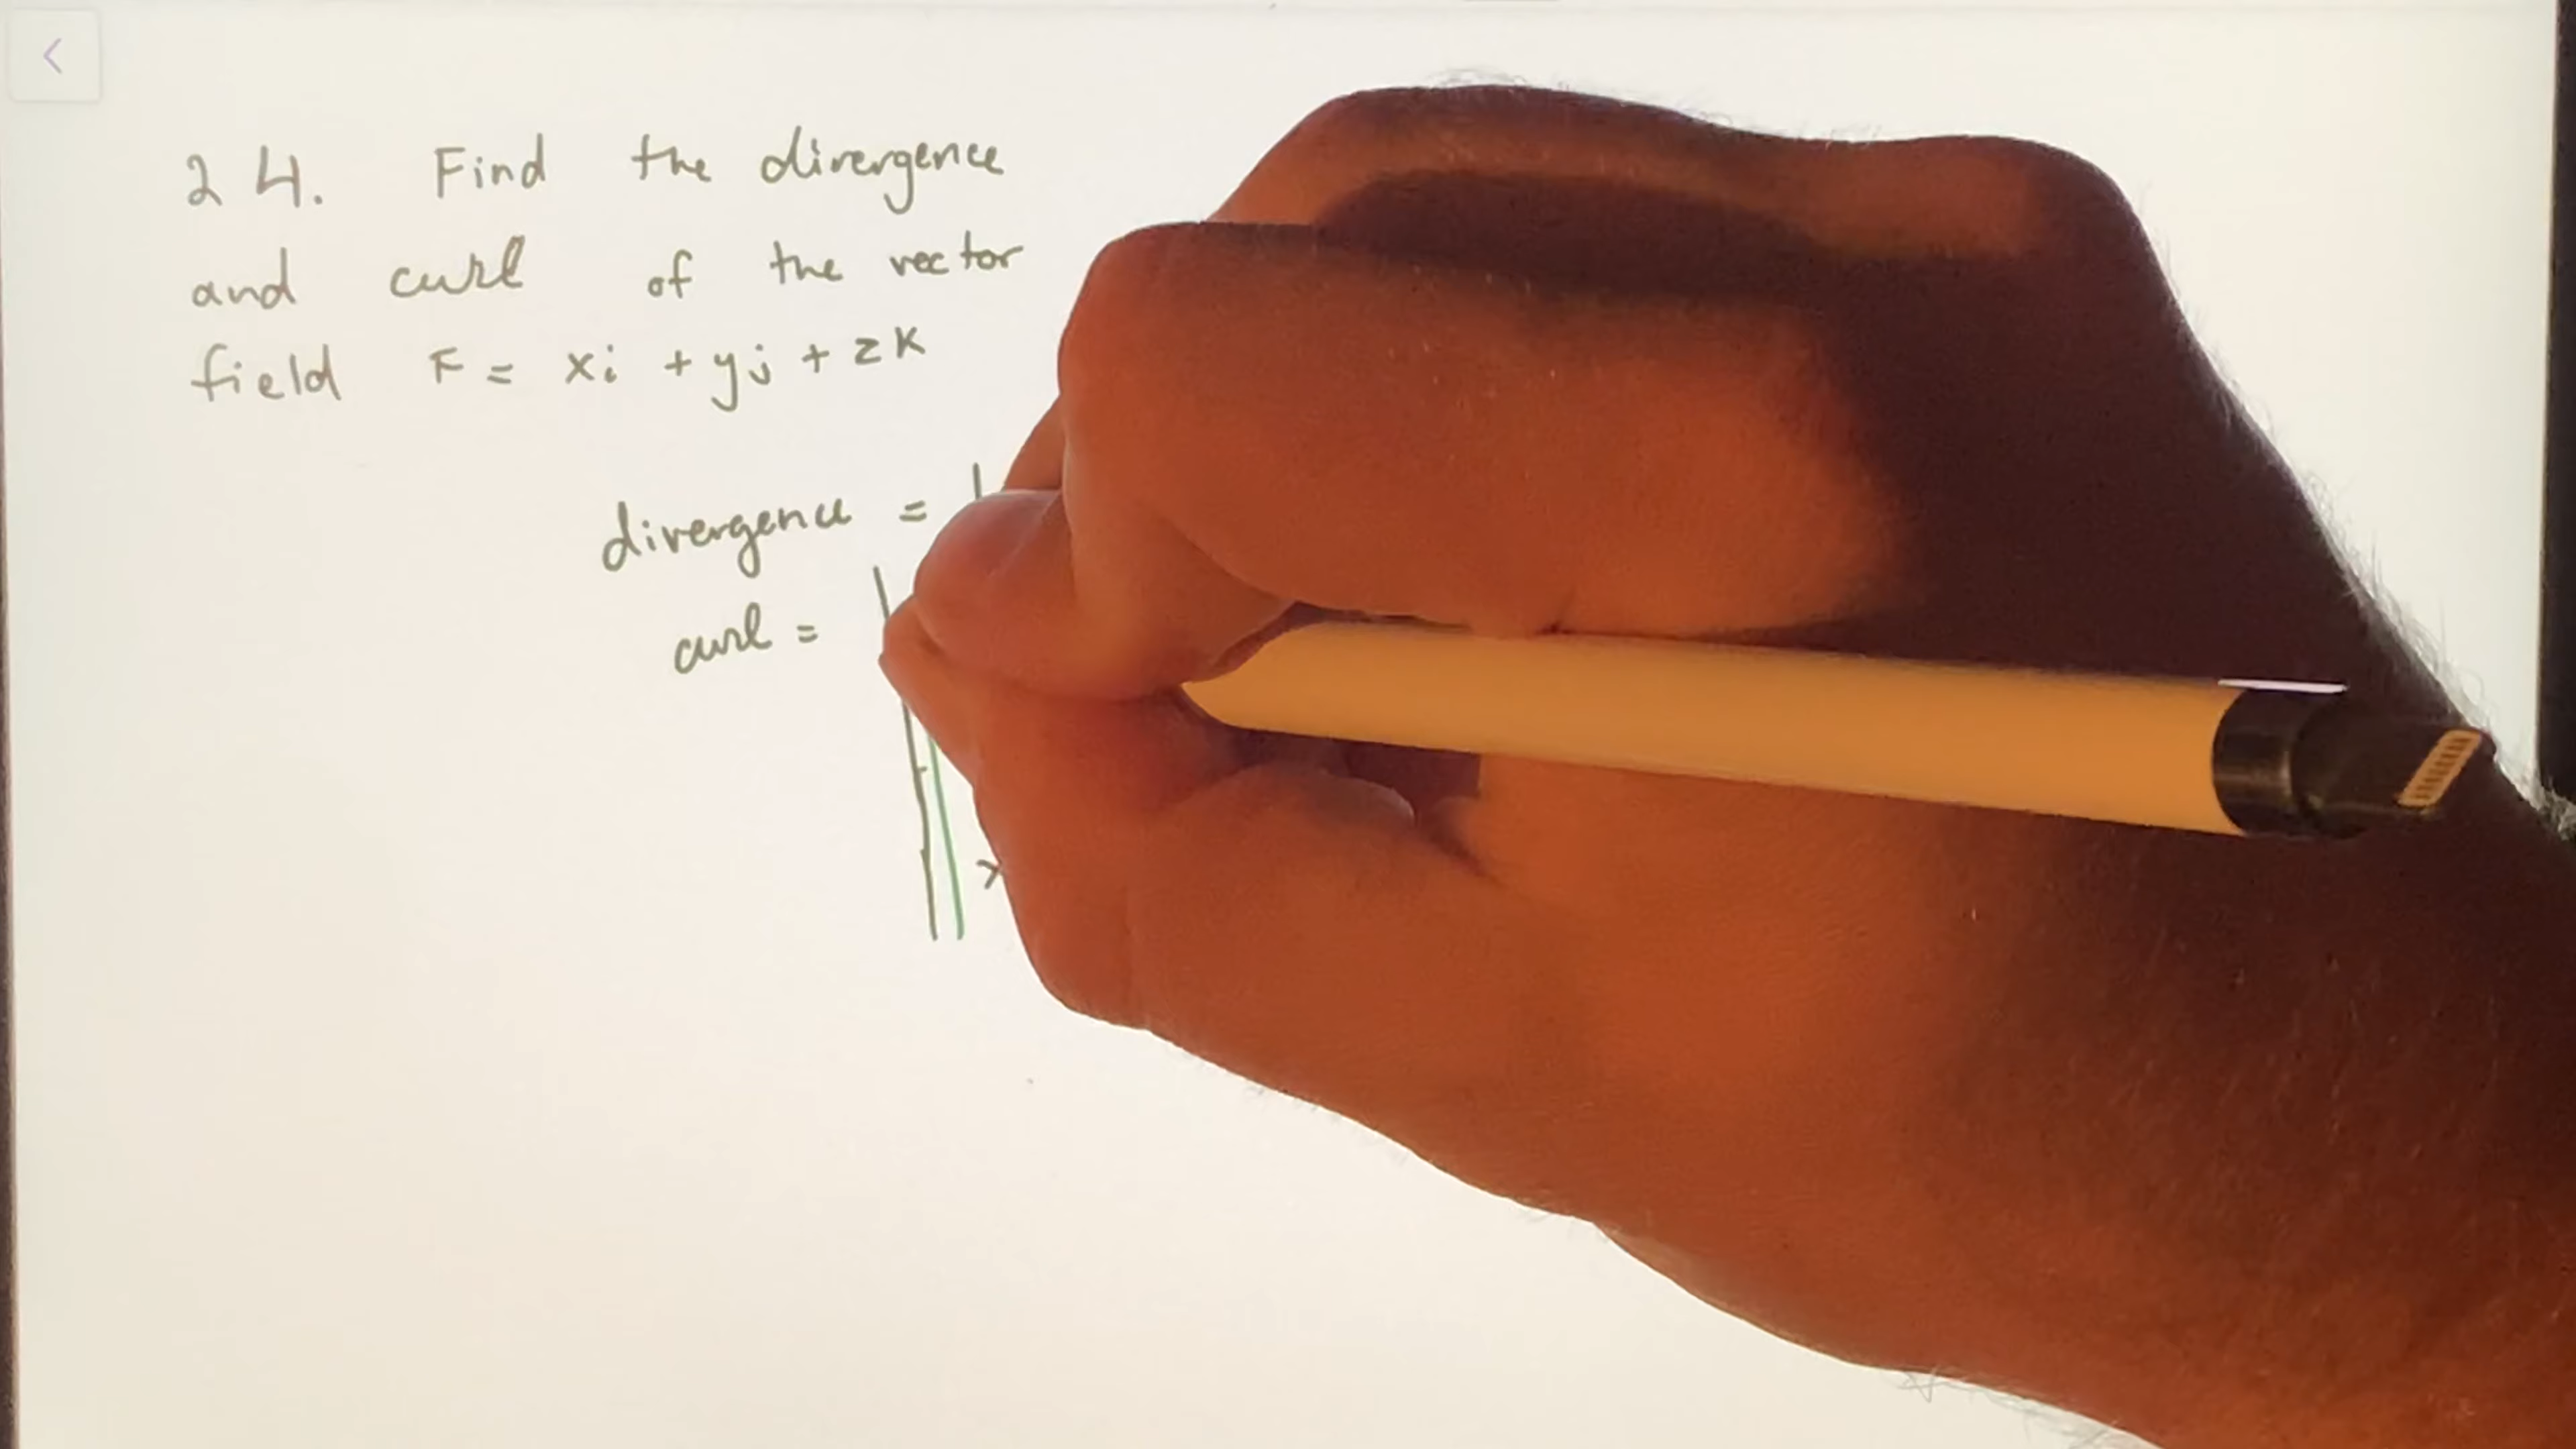 24. Find the divergence
and curl of the vector
field F = xi + yj + zk
divergence =
curl =
x